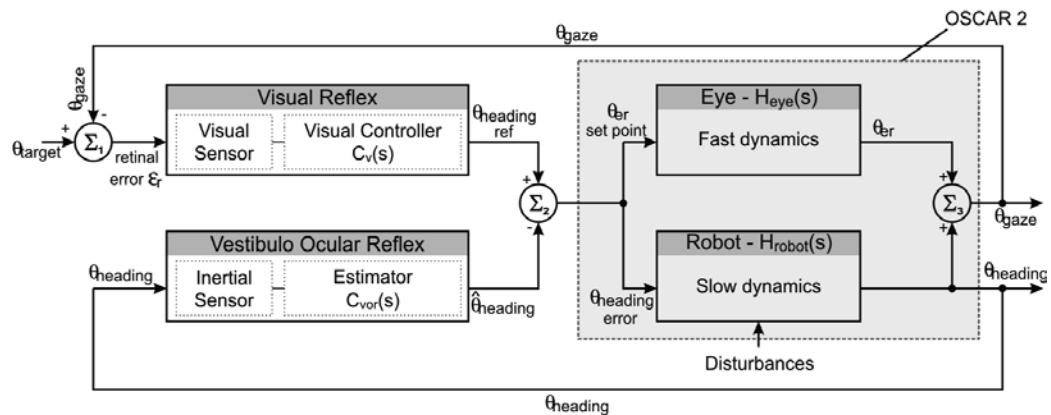 OSCAR 2
θgaze
θgaze
-
+
Σ₁
θtarget
retinal
error εr
Visual Reflex
Visual
Sensor
Visual Controller
Cv(s)
θheading
ref
+
Σ₂
-
θer
set point
Eye - Heye(s)
Fast dynamics
θer
+
Σ₃
+
θgaze
θheading
Vestibulo Ocular Reflex
Inertial
Sensor
Estimator
Cvor(s)
θ̂heading
θheading
error
Robot - Hrobot(s)
Slow dynamics
θheading
Disturbances
θheading